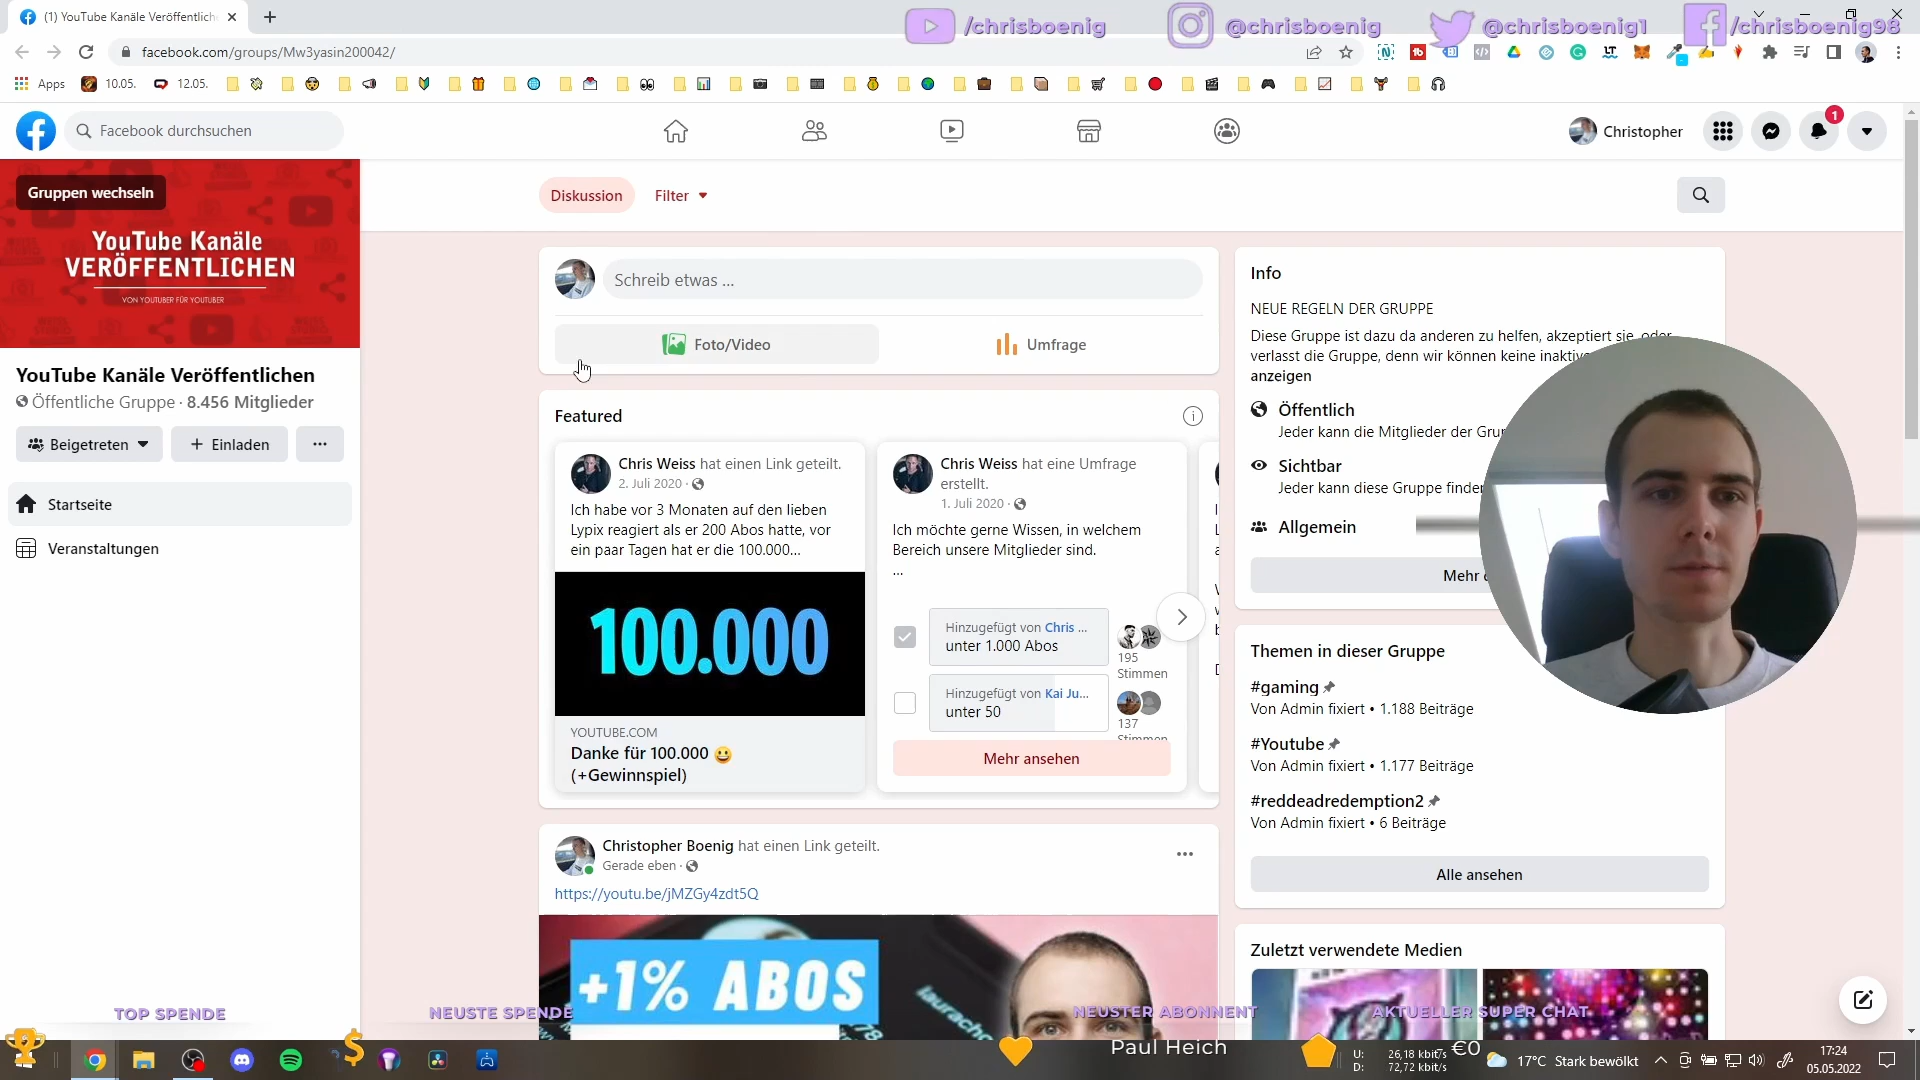 (1) YouTube Kanäle Veröffentlich
/chrisboenig
@chrisboenig
@chrisboenig1
/chrisboenig98
facebook.com/groups/Mw3yasin200042/
Apps
10.05.
12.05.
Facebook durchsuchen
Christopher
1
Gruppen wechseln
YouTube Kanäle
VERÖFFENTLICHEN
VON YOUTUBER FÜR YOUTUBER
YouTube Kanäle Veröffentlichen
Öffentliche Gruppe · 8.456 Mitglieder
Beigetreten
+ Einladen
...
Startseite
Veranstaltungen
Diskussion
Filter
Schreib etwas ...
Foto/Video
Umfrage
Featured
Chris Weiss hat einen Link geteilt.
2. Juli 2020 ·
Ich habe vor 3 Monaten auf den lieben
Lypix reagiert als er 200 Abos hatte, vor
ein paar Tagen hat er die 100.000...
100.000
YOUTUBE.COM
Danke für 100.000 😀
(+Gewinnspiel)
Chris Weiss hat eine Umfrage
erstellt.
1. Juli 2020 ·
Ich möchte gerne Wissen, in welchem
Bereich unsere Mitglieder sind.
...
Hinzugefügt von Chris ...
unter 1.000 Abos
195
Stimmen
Hinzugefügt von Kai Ju...
unter 50
137
Stimmen
Mehr ansehen
Christopher Boenig hat einen Link geteilt.
Gerade eben ·
https://youtu.be/jMZGy4zdt5Q
+1% ABOS
Info
NEUE REGELN DER GRUPPE
Diese Gruppe ist dazu da anderen zu helfen, akzeptiert sie, oder
verlasst die Gruppe, denn wir können keine
anzeigen
Öffentlich
Jeder kann die Mitglieder der
Sichtbar
Jeder kann diese Gruppe
Allgemein
Mehr
Themen in dieser Gruppe
#gaming
Von Admin fixiert • 1.188 Beiträge
#Youtube
Von Admin fixiert • 1.177 Beiträge
#reddeadredemption2
Von Admin fixiert • 6 Beiträge
Alle ansehen
Zuletzt verwendete Medien
TOP SPENDE
NEUSTE SPENDE
NEUSTER ABONNENT
AKTUELLER SUPER CHAT
Paul Heich
€0
U: 26,18 kbit/s
D: 72,72 kbit/s
17°C Stark bewölkt
17:24
05.05.2022